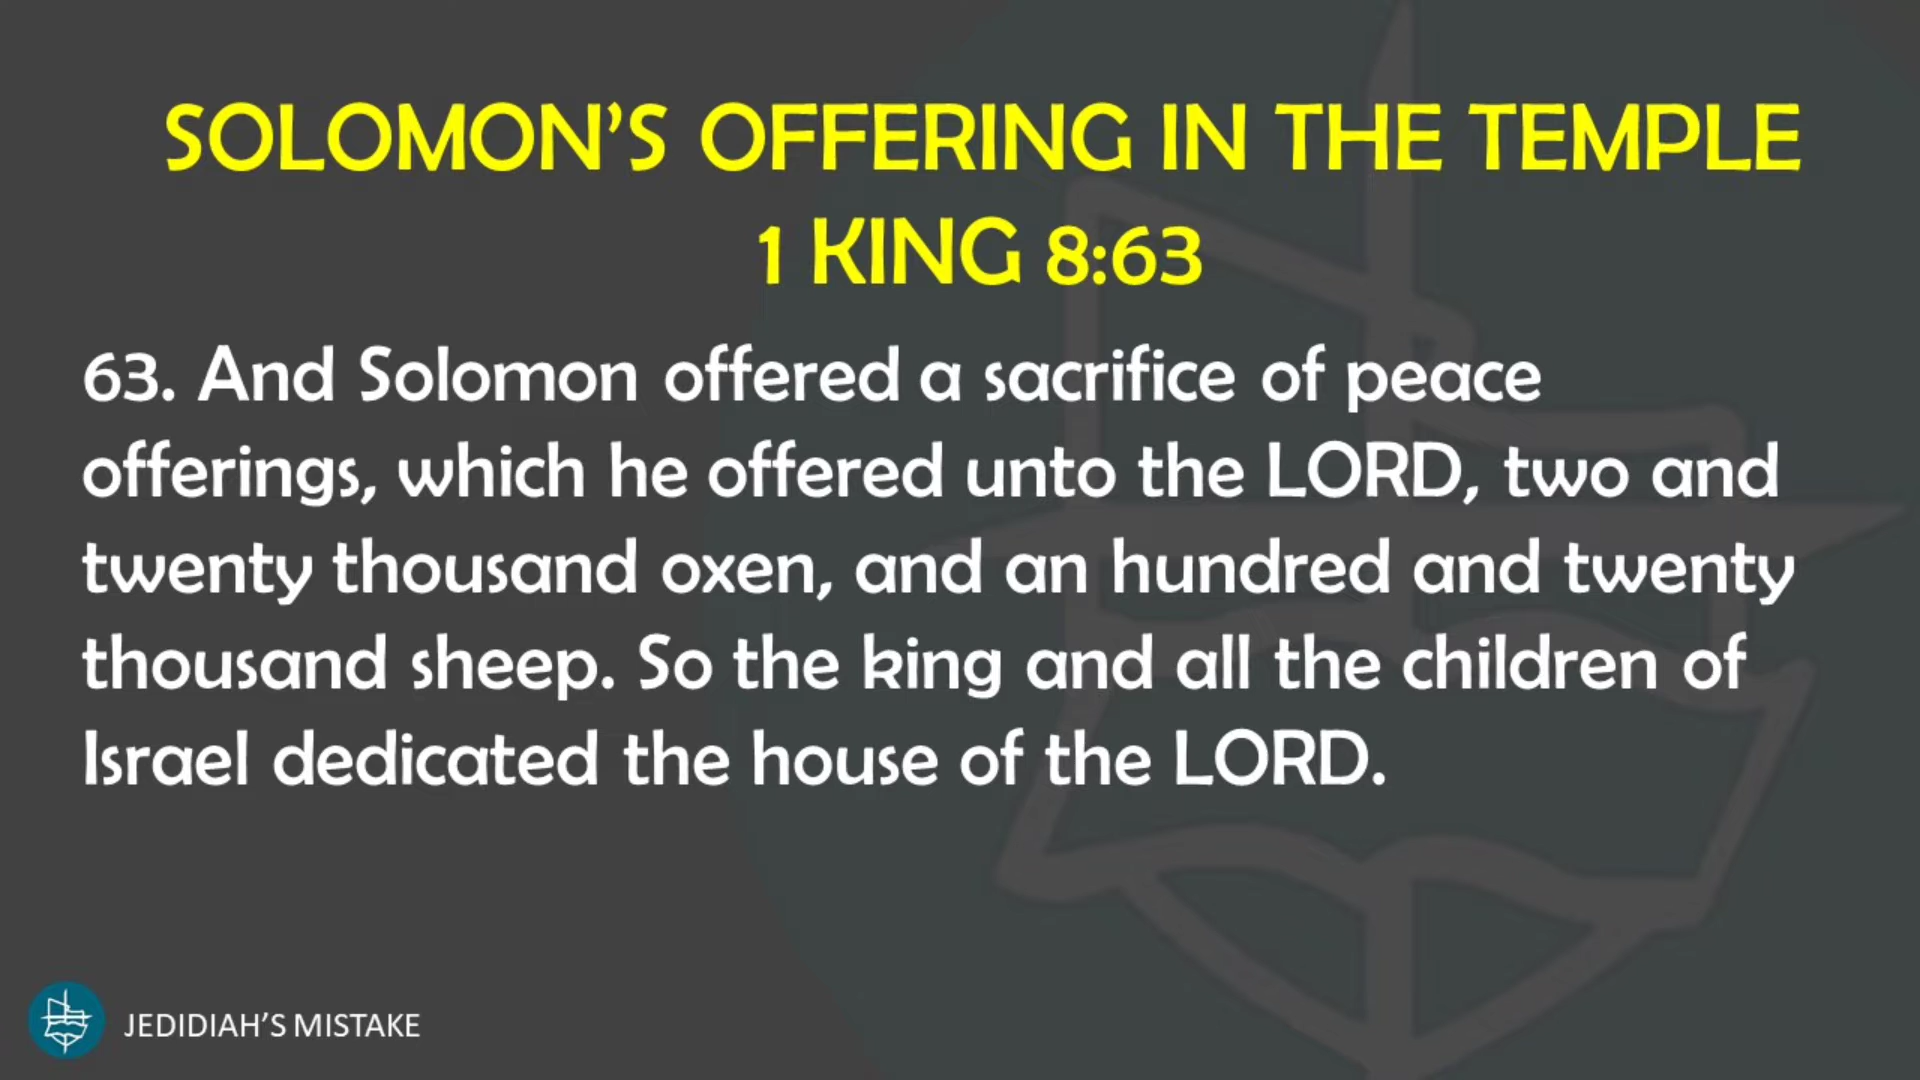 SOLOMON’S OFFERING IN THE TEMPLE
1 KING 8:63
63. And Solomon offered a sacrifice of peace
offerings, which he offered unto the LORD, two and
twenty thousand oxen, and an hundred and twenty
thousand sheep. So the king and all the children of
Israel dedicated the house of the LORD.
JEDIDIAH’S MISTAKE